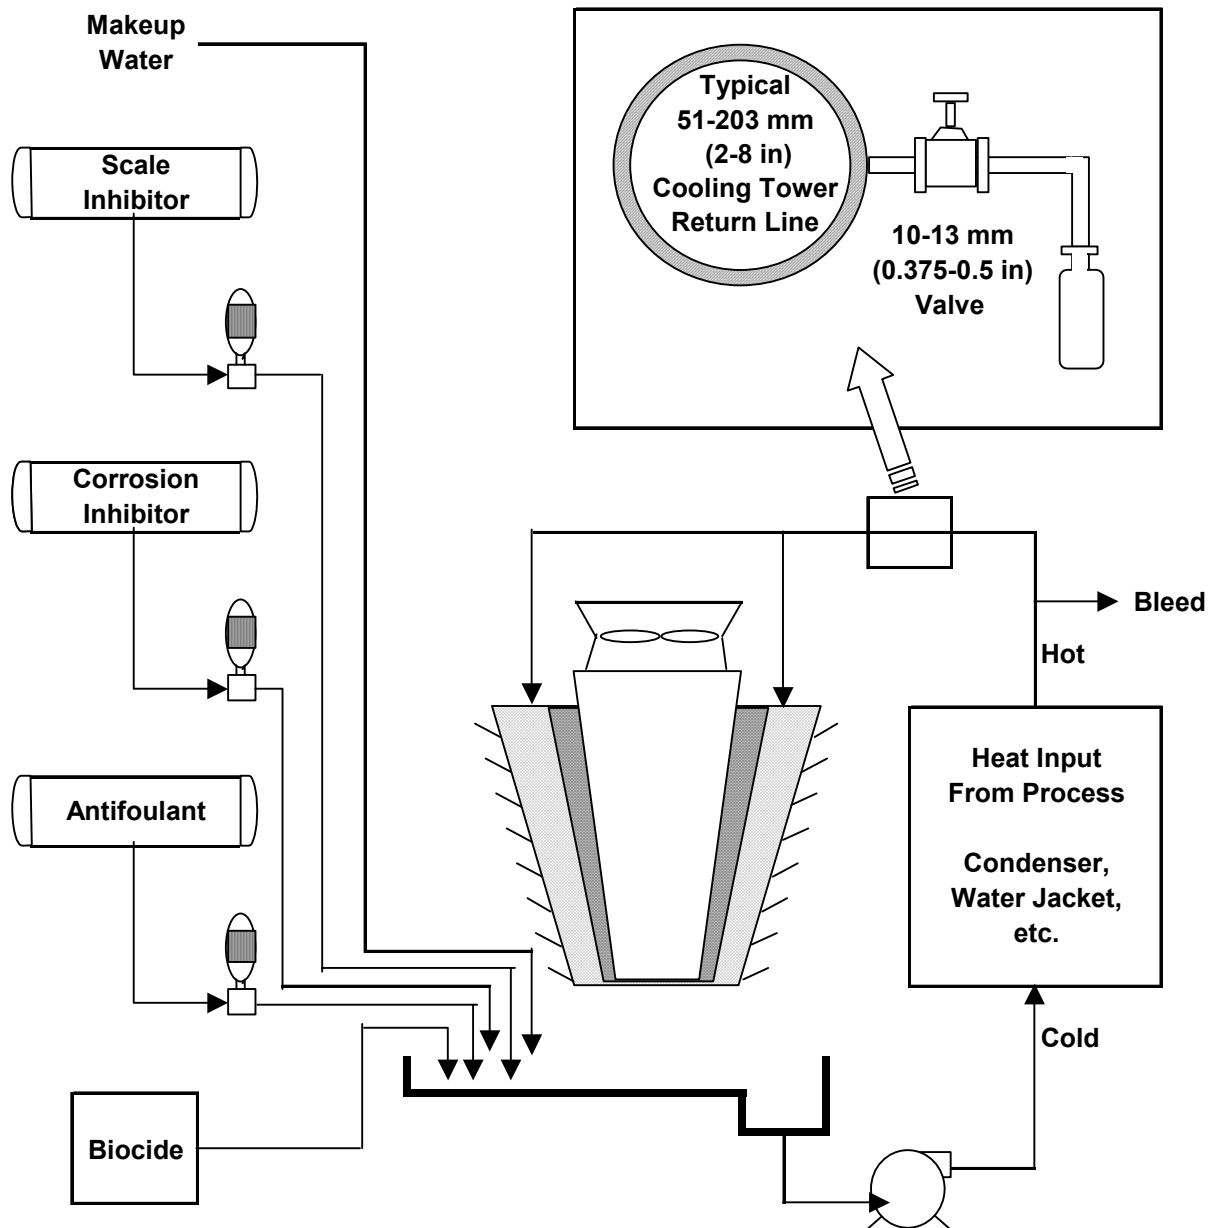 Makeup
Water
Typical
51-203 mm
(2-8 in)
Cooling Tower
Return Line
10-13 mm
(0.375-0.5 in)
Valve
Scale
Inhibitor
Corrosion
Inhibitor
Antifoulant
Biocide
Bleed
Hot
Heat Input
From Process
Condenser,
Water Jacket,
etc.
Cold